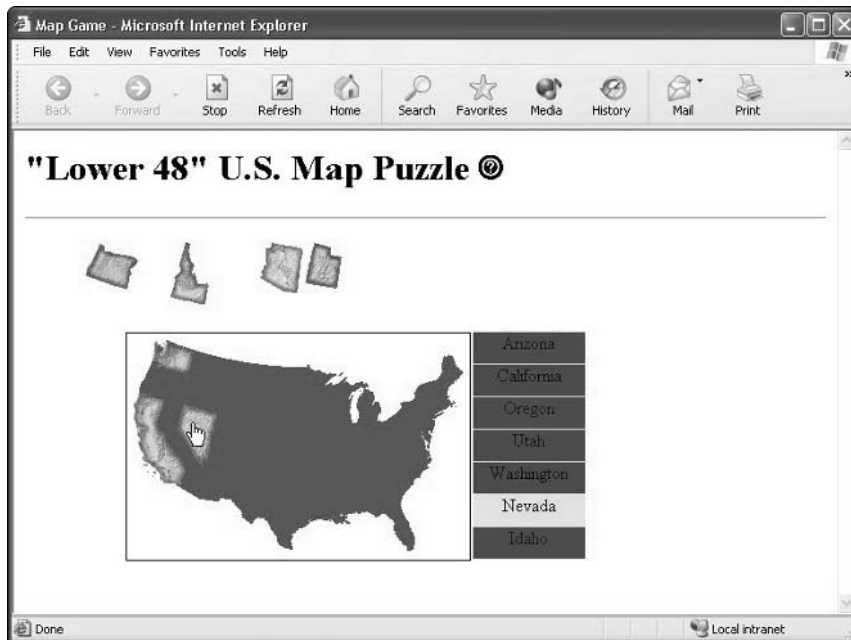 Map Game - Microsoft Internet Explorer
File Edit View Favorites Tools Help
Back Forward Stop Refresh Home Search Favorites Media History Mail Print
"Lower 48" U.S. Map Puzzle
Arizona
California
Oregon
Utah
Washington
Nevada
Idaho
Done Local intranet